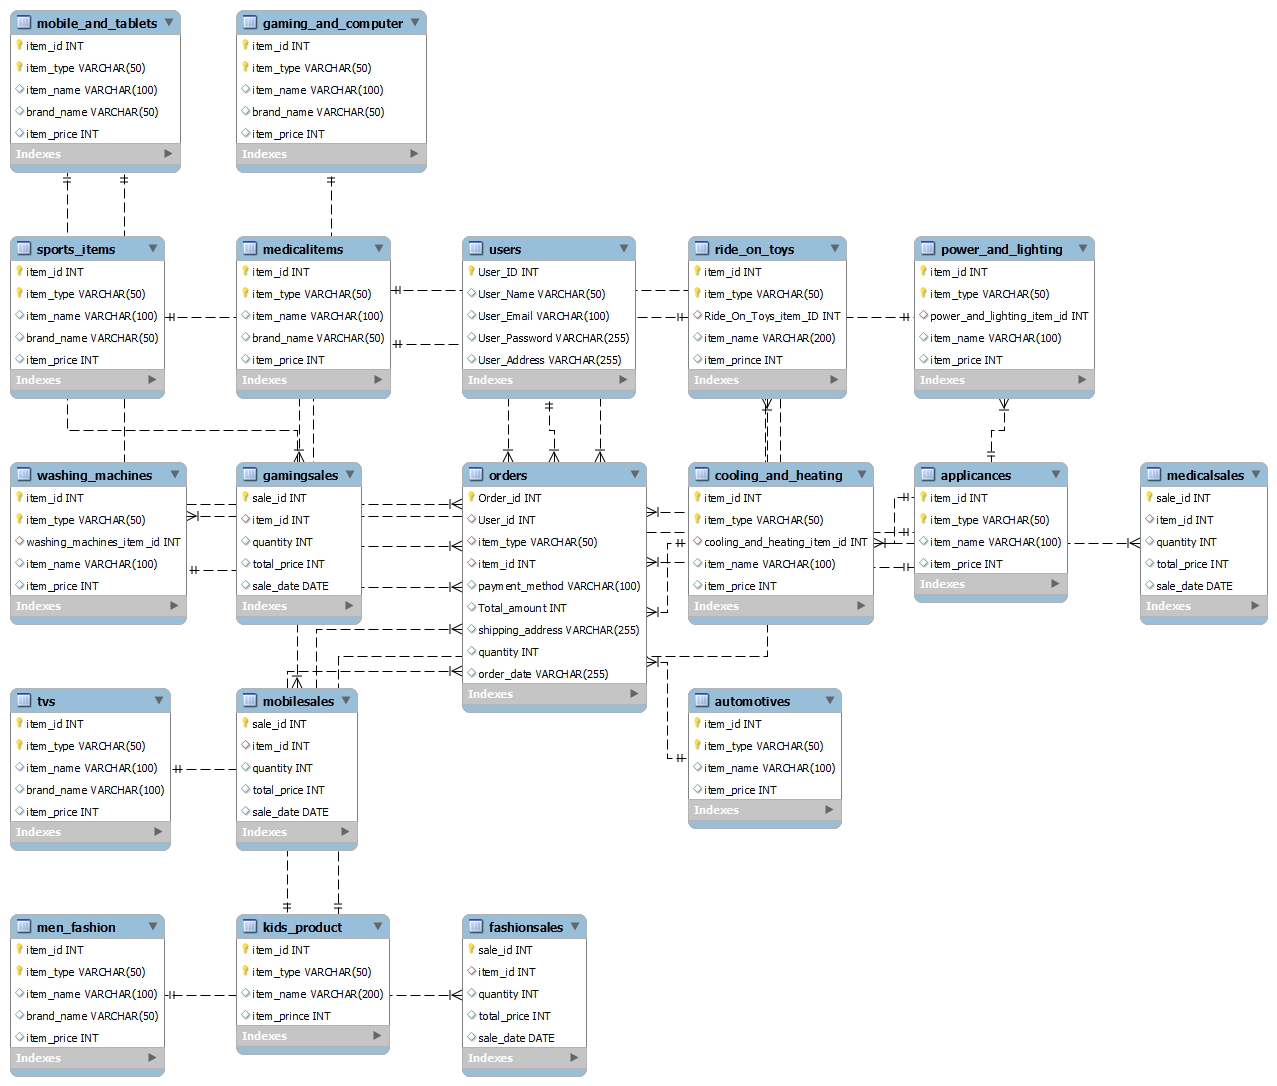 mobile_and_tablets
item_id INT
item_type VARCHAR(50)
item_name VARCHAR(100)
brand_name VARCHAR(50)
item_price INT
Indexes
gaming_and_computer
item_id INT
item_type VARCHAR(50)
item_name VARCHAR(100)
brand_name VARCHAR(50)
item_price INT
Indexes
sports_items
item_id INT
item_type VARCHAR(50)
item_name VARCHAR(100)
brand_name VARCHAR(50)
item_price INT
Indexes
medicalitems
item_id INT
item_type VARCHAR(50)
item_name VARCHAR(100)
brand_name VARCHAR(50)
item_price INT
Indexes
users
User_ID INT
User_Name VARCHAR(50)
User_Email VARCHAR(100)
User_Password VARCHAR(255)
User_Address VARCHAR(255)
Indexes
ride_on_toys
item_id INT
item_type VARCHAR(50)
Ride_On_Toys_item_ID INT
item_name VARCHAR(200)
item_prince INT
Indexes
power_and_lighting
item_id INT
item_type VARCHAR(50)
power_and_lighting_item_id INT
item_name VARCHAR(100)
item_price INT
Indexes
washing_machines
item_id INT
item_type VARCHAR(50)
washing_machines_item_id INT
item_name VARCHAR(100)
item_price INT
Indexes
gamingsales
sale_id INT
item_id INT
quantity INT
total_price INT
sale_date DATE
Indexes
orders
Order_id INT
User_id INT
item_type VARCHAR(50)
item_id INT
payment_method VARCHAR(100)
Total_amount INT
shipping_address VARCHAR(255)
quantity INT
order_date VARCHAR(255)
Indexes
cooling_and_heating
item_id INT
item_type VARCHAR(50)
cooling_and_heating_item_id INT
item_name VARCHAR(100)
item_price INT
Indexes
applicances
item_id INT
item_type VARCHAR(50)
item_name VARCHAR(100)
item_price INT
Indexes
medicalsales
sale_id INT
item_id INT
quantity INT
total_price INT
sale_date DATE
Indexes
tvs
item_id INT
item_type VARCHAR(50)
item_name VARCHAR(100)
brand_name VARCHAR(100)
item_price INT
Indexes
mobilesales
sale_id INT
item_id INT
quantity INT
total_price INT
sale_date DATE
Indexes
automotives
item_id INT
item_type VARCHAR(50)
item_name VARCHAR(100)
item_price INT
Indexes
men_fashion
item_id INT
item_type VARCHAR(50)
item_name VARCHAR(100)
brand_name VARCHAR(50)
item_price INT
Indexes
kids_product
item_id INT
item_type VARCHAR(50)
item_name VARCHAR(200)
item_prince INT
Indexes
fashionsales
sale_id INT
item_id INT
quantity INT
total_price INT
sale_date DATE
Indexes